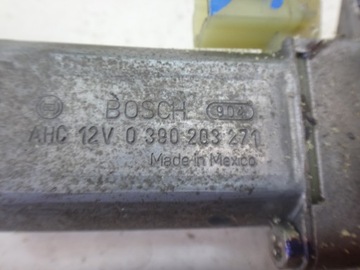 BOSCH
AHC 12V 0 390 203 271
Made in Mexico